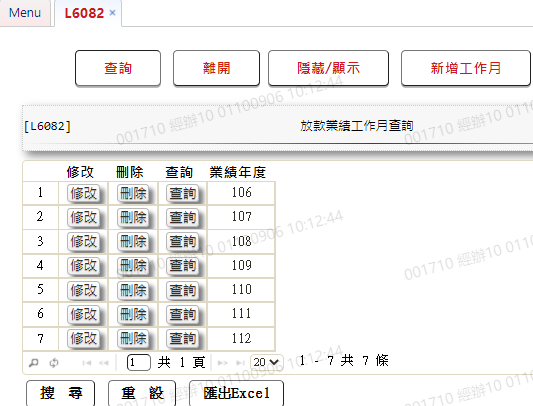 Menu L6082 ×
查詢 離開 隱藏/顯示 新增工作月
[L6082] 放款業績工作月查詢
001710 經辦10 01100906 10:12:44
修改 刪除 查詢 業績年度
1 修改 刪除 查詢 106
2 修改 刪除 查詢 107
3 修改 刪除 查詢 108
4 修改 刪除 查詢 109
5 修改 刪除 查詢 110
6 修改 刪除 查詢 111
7 修改 刪除 查詢 112
1 共 1 頁 20 1 - 7 共 7 條
搜 尋 重 設 匯出Excel